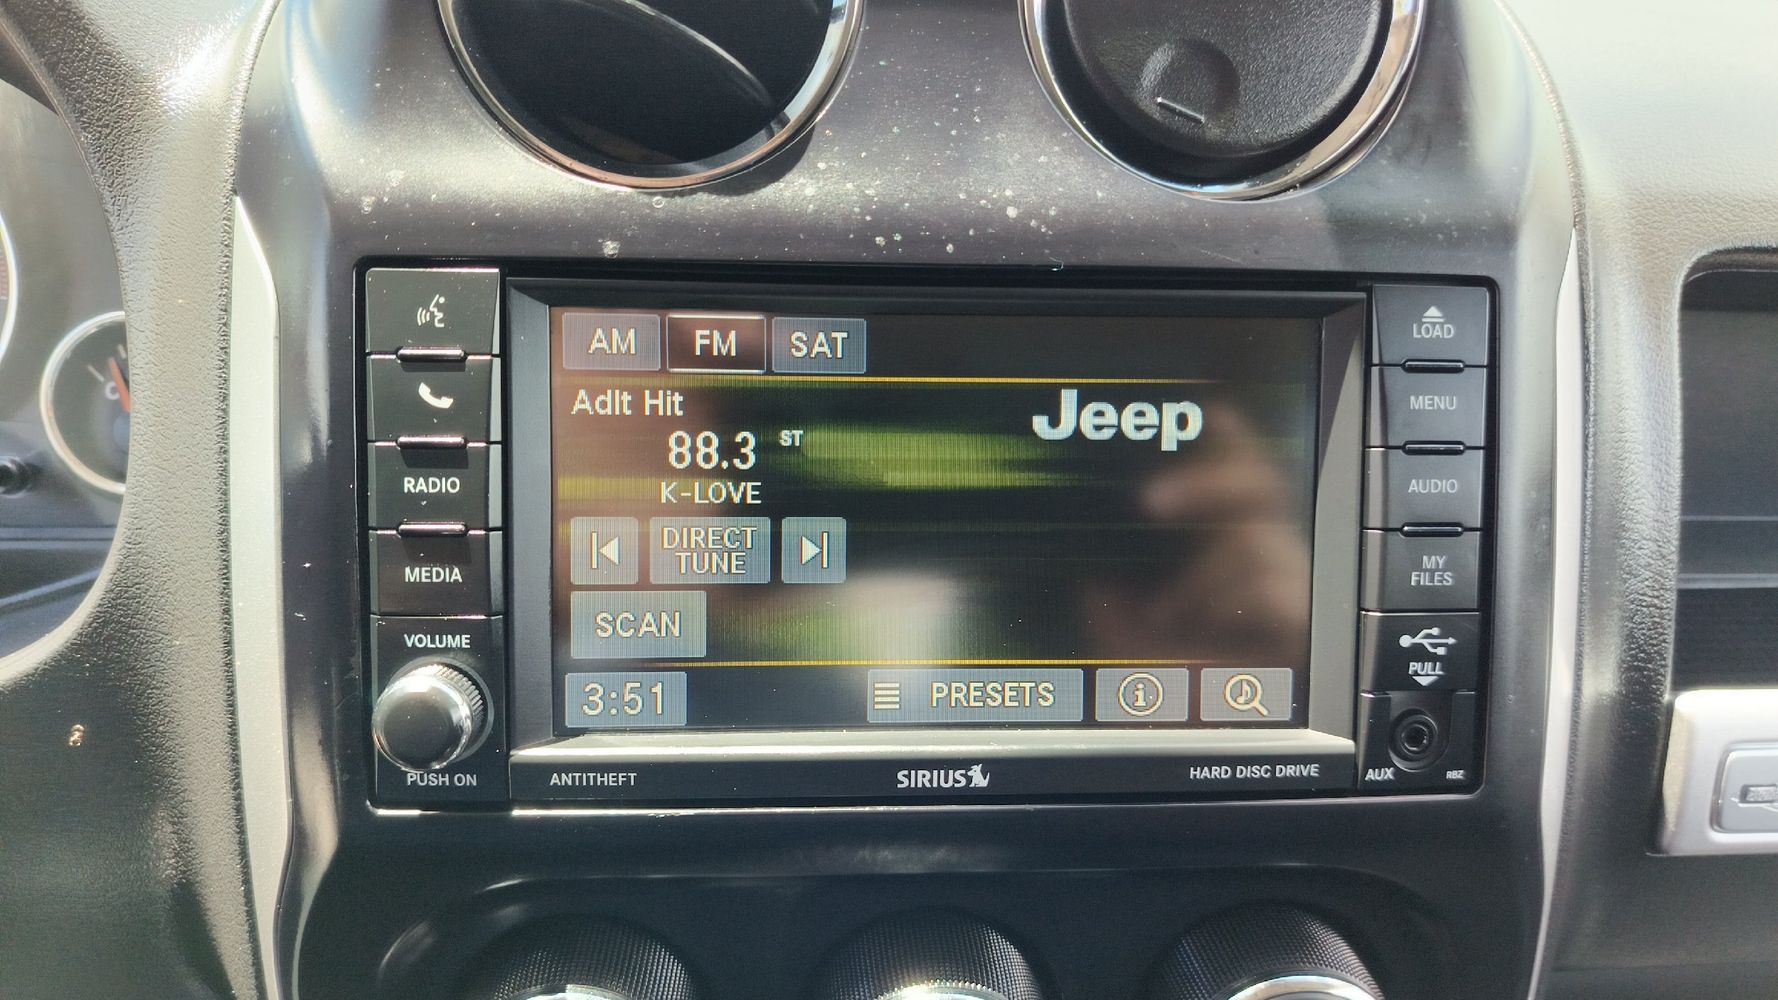 AM FM SAT
Adlt Hit
Jeep
88.3 ST
K-LOVE
DIRECT
TUNE
SCAN
3:51 PRESETS
RADIO
MEDIA
VOLUME
PUSH ON
LOAD
MENU
AUDIO
MY
FILES
PULL
AUX RBZ
ANTITHEFT SIRIUS HARD DISC DRIVE
C